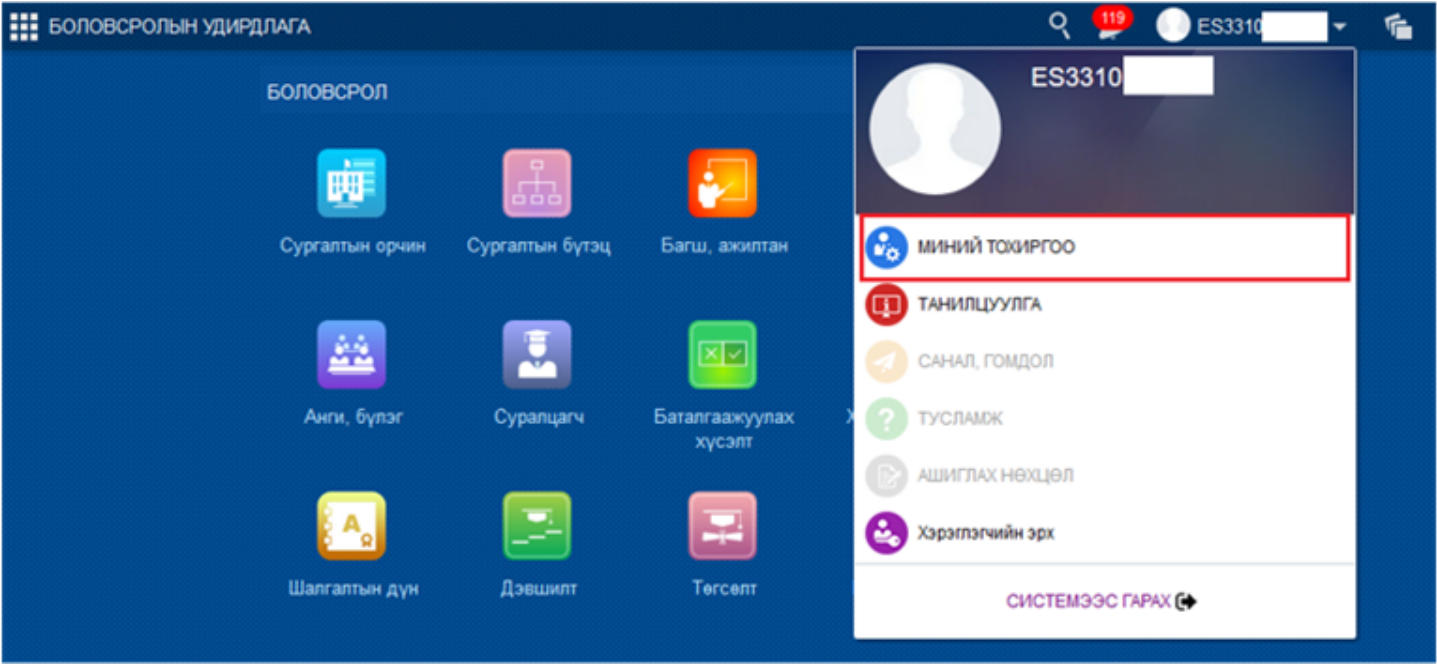 БОЛОВСРОЛЫН УДИРДЛАГА
119
ES3310
БОЛОВСРОЛ
Сургалтын орчин
Сургалтын бүтэц
Багш, ажилтан
Анги, бүлэг
Суралцагч
Баталгаажуулах
хүсэлт
Шалгалтын дүн
Дэвшилт
Төгсөлт
ES3310
МИНИЙ ТОХИРГОО
ТАНИЛЦУУЛГА
САНАЛ, ГОМДОЛ
ТУСЛАМЖ
АШИГЛАХ НӨХЦӨЛ
Хэрэглэгчийн эрх
СИСТЕМЭЭС ГАРАХ